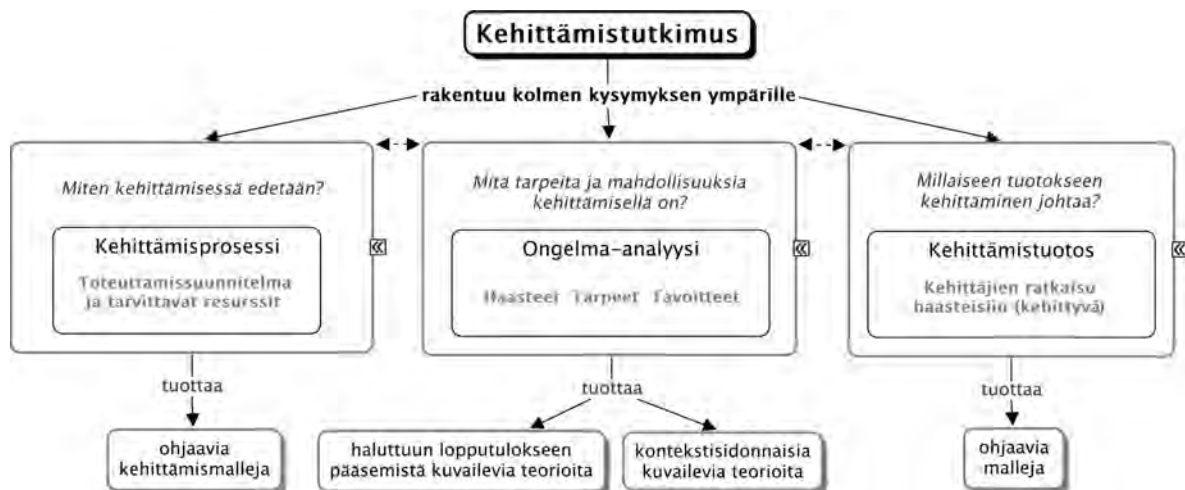 Kehittämistutkimus
rakentuu kolmen kysymyksen ympärille
Miten kehittämisessä edetään?
Kehittämisprosessi
Toteuttamissuunnitelma
ja tarvittavat resurssit
tuottaa
ohjaavia
kehittämismalleja
Mitä tarpeita ja mahdollisuuksia
kehittämisellä on?
Ongelma-analyysi
Haasteet Tarpeet Tavoitteet
tuottaa
haluttuun lopputulokseen
pääsemistä kuvailevia teorioita
kontekstisidonnaisia
kuvailevia teorioita
Millaiseen tuotokseen
kehittäminen johtaa?
Kehittämistuotos
Kehittäjien ratkaisu
haasteisiin (kehittyvä)
tuottaa
ohjaavia
malleja